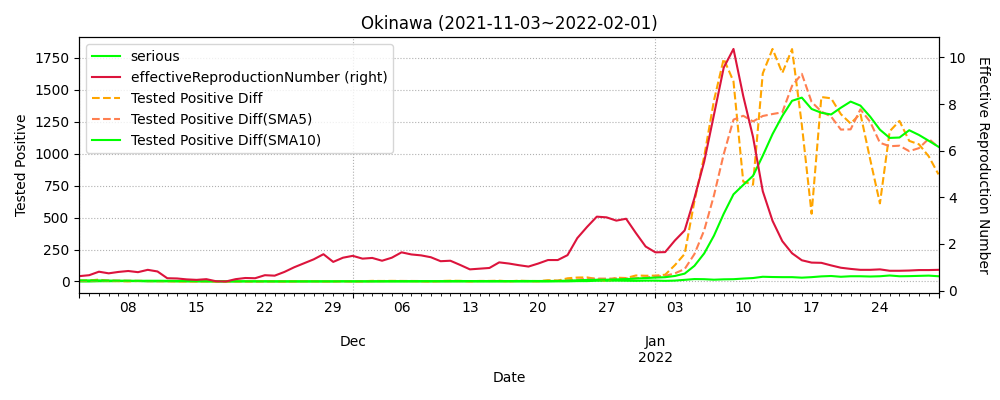 Okinawa (2021-11-03~2022-02-01)
serious
effectiveReproductionNumber (right)
Tested Positive Diff
Tested Positive Diff(SMA5)
Tested Positive Diff(SMA10)
Tested Positive
1750
1500
1250
1000
750
500
250
0
Effective Reproduction Number
10
8
6
4
2
0
08 15 22 29 06 13 20 27 03 10 17 24
Dec Jan
2022
Date